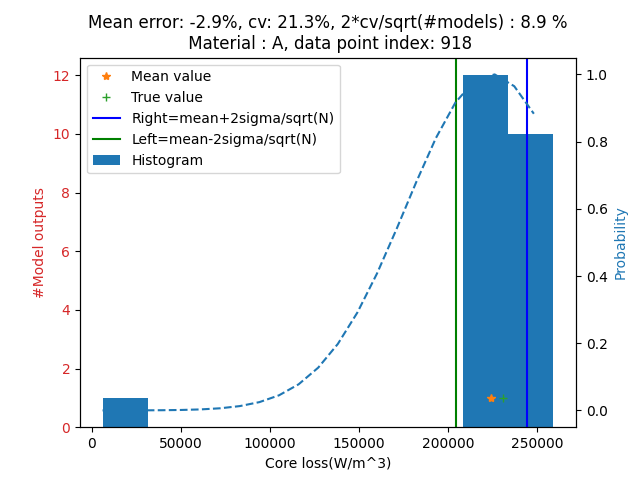 Mean error: -2.9%, cv: 21.3%, 2*cv/sqrt(#models) : 8.9 %
Material : A, data point index: 918
Mean value
True value
Right=mean+2sigma/sqrt(N)
Left=mean-2sigma/sqrt(N)
Histogram
#Model outputs
12
10
8
6
4
2
0
1.0
0.8
0.6
0.4
0.2
0.0
Probability
0 50000 100000 150000 200000 250000
Core loss(W/m^3)